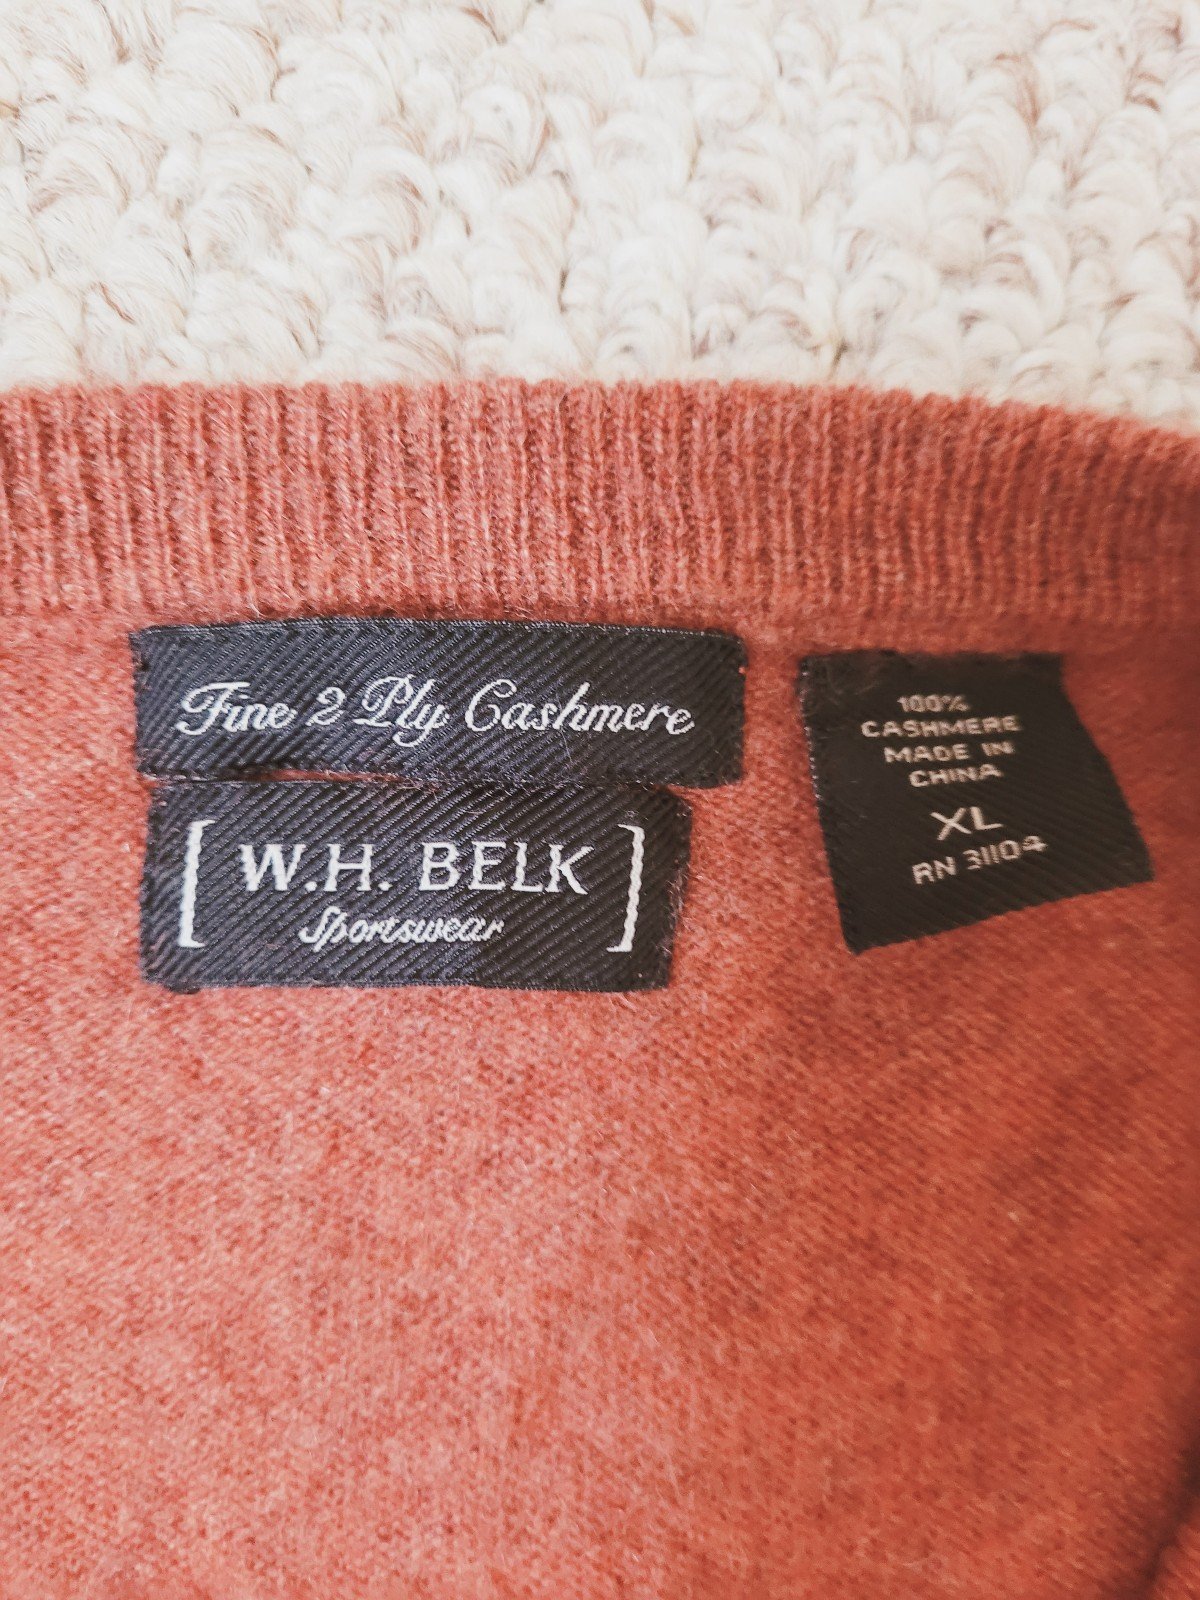 Fine 2 Ply Cashmere
[W.H. BELK]
Sportswear
100%
CASHMERE
MADE IN
CHINA
XL
RN 31104